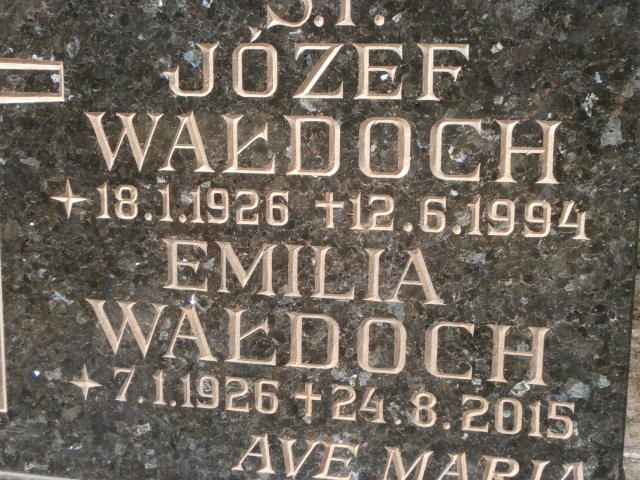 Ś.P.
JÓZEF
WAŁDOCH
18.1.1926 12.6.1994
EMILIA
WAŁDOCH
7.1.1926 24.8.2015
AVE MARIA